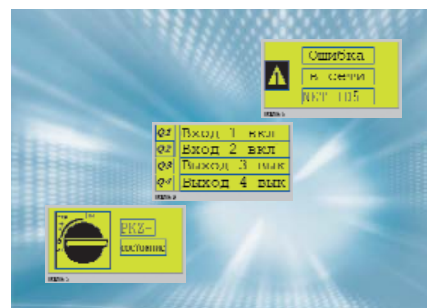 Ошибка
в сети
NET 105
Q1 Вход 1 вкл
Q2 Вход 2 вкл
Q3 Выход 3 вык
Q4 Выход 4 вык
PKZ-
состояние